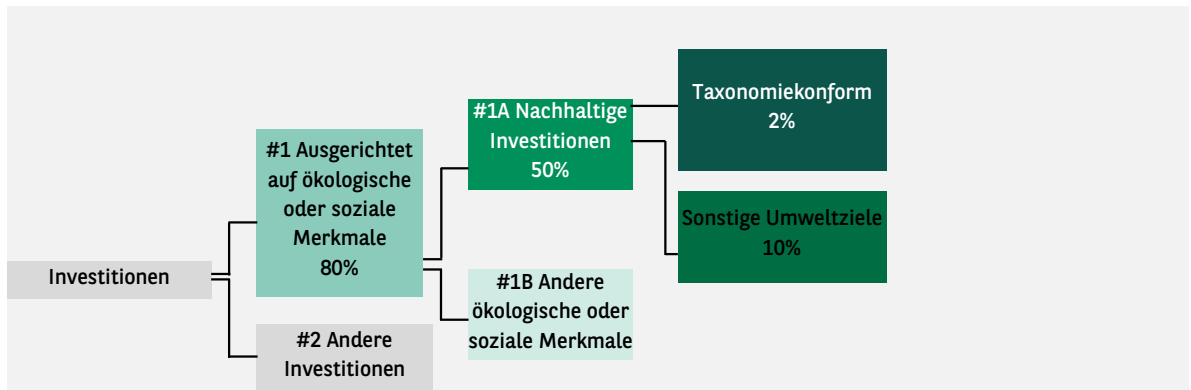 Investitionen
#1 Ausgerichtet
auf ökologische
oder soziale
Merkmale
80%
#2 Andere
Investitionen
#1A Nachhaltige
Investitionen
50%
#1B Andere
ökologische oder
soziale Merkmale
Taxonomiekonform
2%
Sonstige Umweltziele
10%